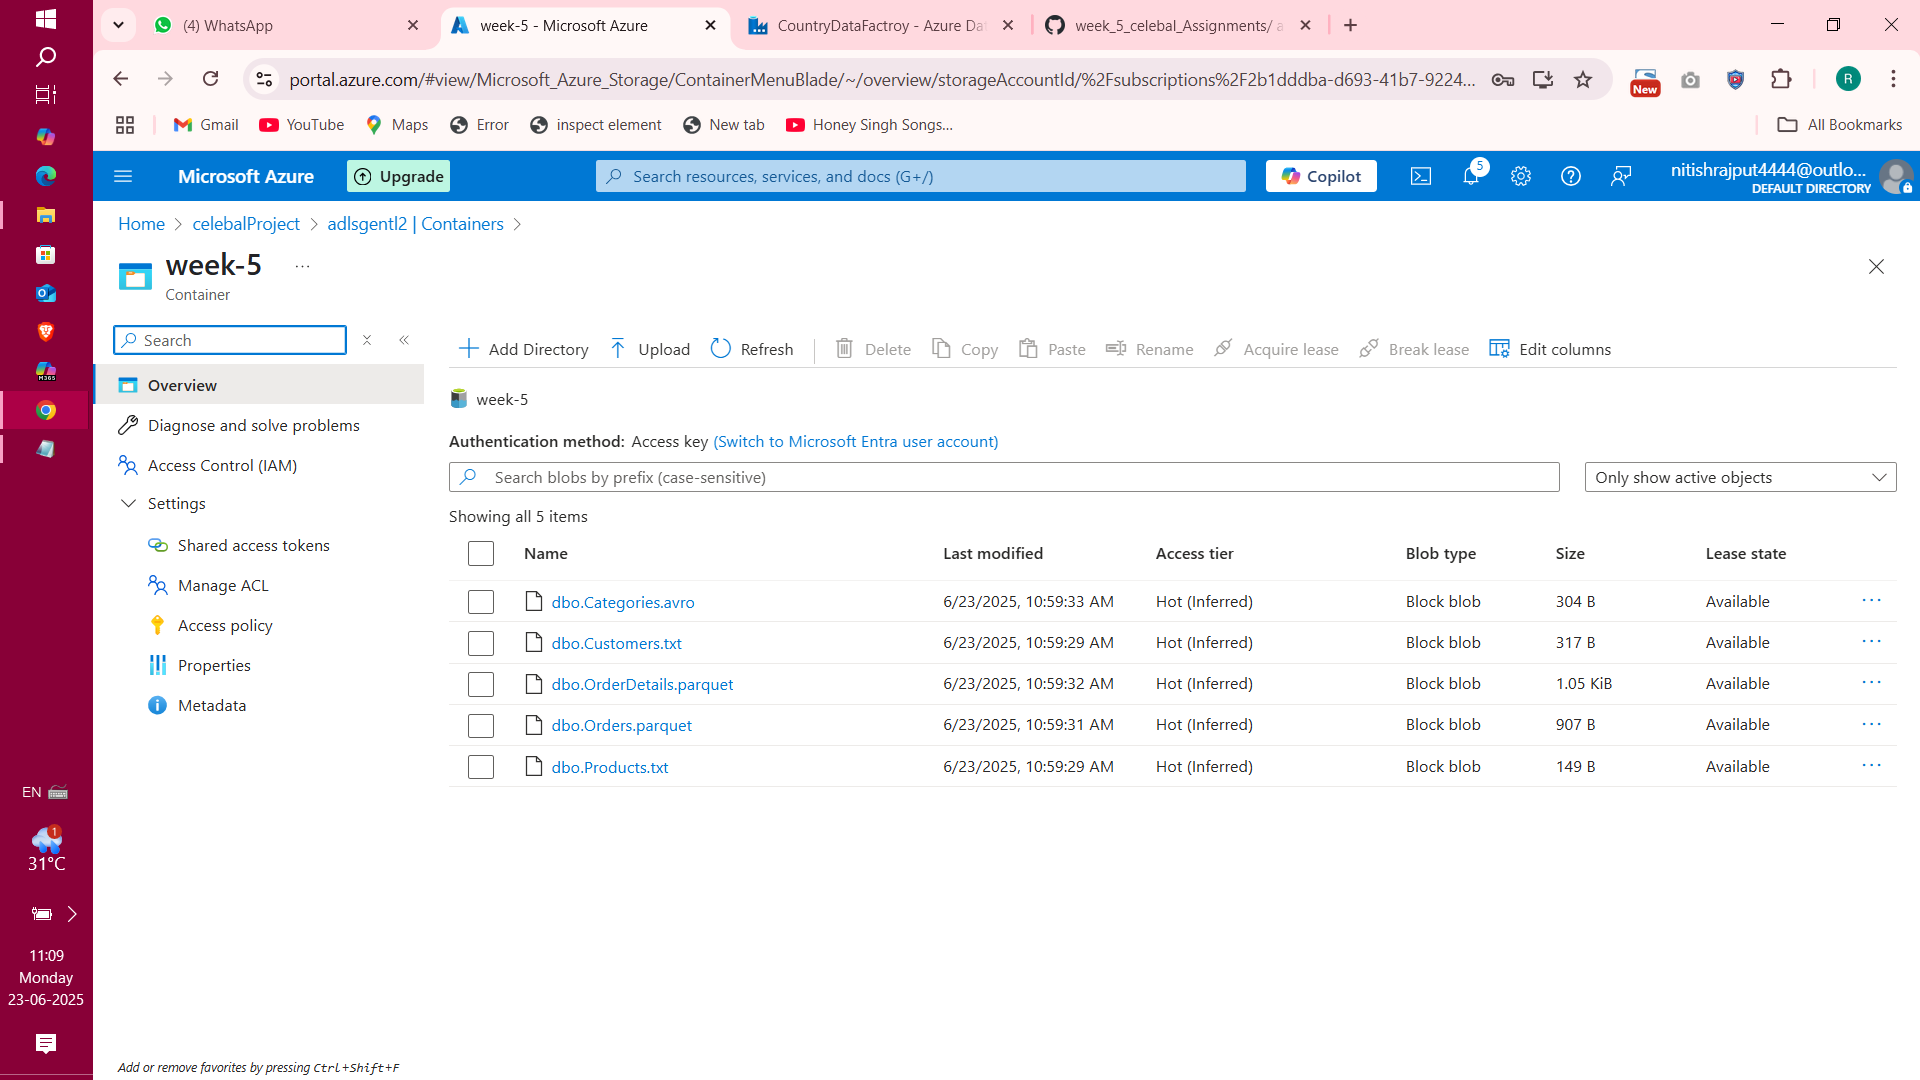 (4) WhatsApp
week-5 - Microsoft Azure
CountryDataFactroy - Azure Da
week_5_celebal_Assignments/ a
portal.azure.com/#view/Microsoft_Azure_Storage/ContainerMenuBlade/~/overview/storageAccountId/%2Fsubscriptions%2F2b1dddba-d693-41b7-9224...
New
R
Gmail
YouTube
Maps
Error
inspect element
New tab
Honey Singh Songs...
All Bookmarks
Microsoft Azure
Upgrade
Search resources, services, and docs (G+/)
Copilot
5
nitishrajput4444@outlo...
DEFAULT DIRECTORY
Home
celebalProject
adlsgentl2 | Containers
week-5
...
Container
Search
Overview
Diagnose and solve problems
Access Control (IAM)
Settings
Shared access tokens
Manage ACL
Access policy
Properties
Metadata
Add or remove favorites by pressing Ctrl+Shift+F
Add Directory
Upload
Refresh
Delete
Copy
Paste
Rename
Acquire lease
Break lease
Edit columns
week-5
Authentication method: Access key (Switch to Microsoft Entra user account)
Search blobs by prefix (case-sensitive)
Only show active objects
Showing all 5 items
Name Last modified Access tier Blob type Size Lease state
dbo.Categories.avro 6/23/2025, 10:59:33 AM Hot (Inferred) Block blob 304 B Available ...
dbo.Customers.txt 6/23/2025, 10:59:29 AM Hot (Inferred) Block blob 317 B Available ...
dbo.OrderDetails.parquet 6/23/2025, 10:59:32 AM Hot (Inferred) Block blob 1.05 KiB Available ...
dbo.Orders.parquet 6/23/2025, 10:59:31 AM Hot (Inferred) Block blob 907 B Available ...
dbo.Products.txt 6/23/2025, 10:59:29 AM Hot (Inferred) Block blob 149 B Available ...
M365
EN
1
31°C
11:09
Monday
23-06-2025